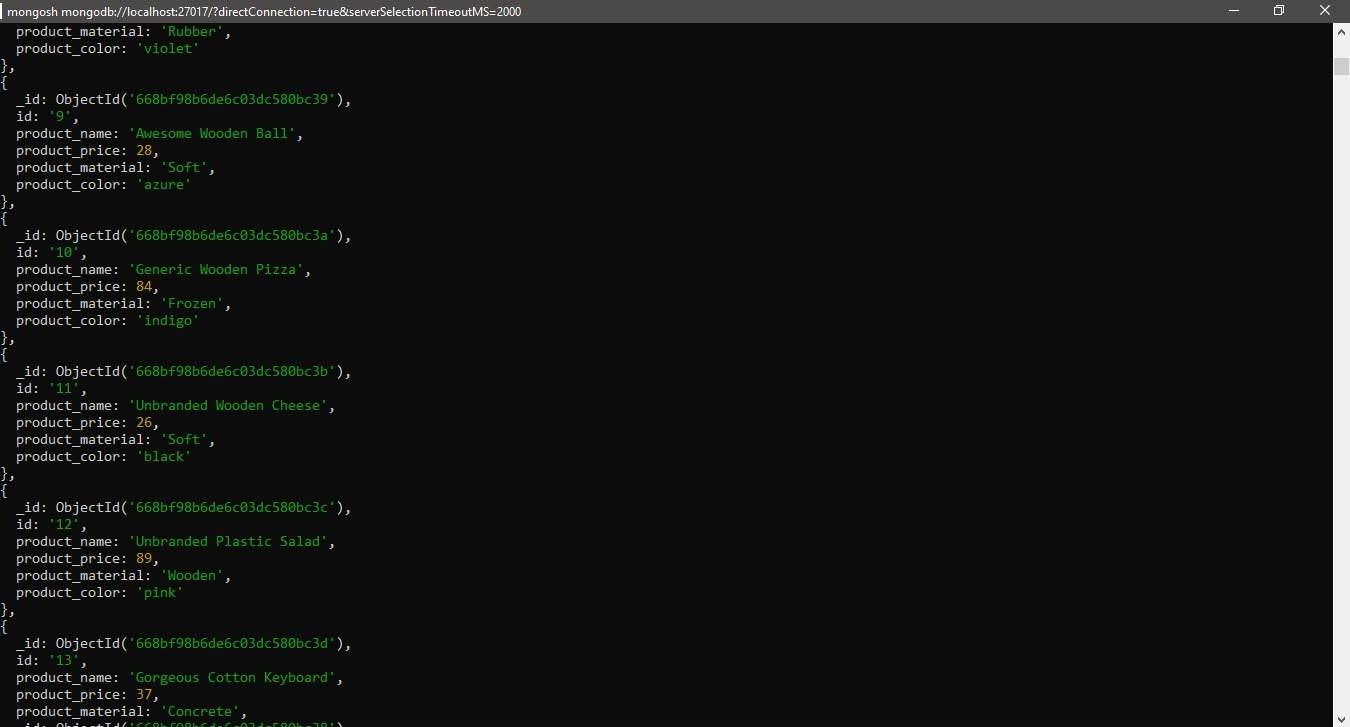 mongosh mongodb://localhost:27017/?directConnection=true&serverSelectionTimeoutMS=2000
product_material: 'Rubber',
product_color: 'violet'
},
{
_id: ObjectId('668bf98b6de6c03dc580bc39'),
id: '9',
product_name: 'Awesome Wooden Ball',
product_price: 28,
product_material: 'Soft',
product_color: 'azure'
},
{
_id: ObjectId('668bf98b6de6c03dc580bc3a'),
id: '10',
product_name: 'Generic Wooden Pizza',
product_price: 84,
product_material: 'Frozen',
product_color: 'indigo'
},
{
_id: ObjectId('668bf98b6de6c03dc580bc3b'),
id: '11',
product_name: 'Unbranded Wooden Cheese',
product_price: 26,
product_material: 'Soft',
product_color: 'black'
},
{
_id: ObjectId('668bf98b6de6c03dc580bc3c'),
id: '12',
product_name: 'Unbranded Plastic Salad',
product_price: 89,
product_material: 'Wooden',
product_color: 'pink'
},
{
_id: ObjectId('668bf98b6de6c03dc580bc3d'),
id: '13',
product_name: 'Gorgeous Cotton Keyboard',
product_price: 37,
product_material: 'Concrete',